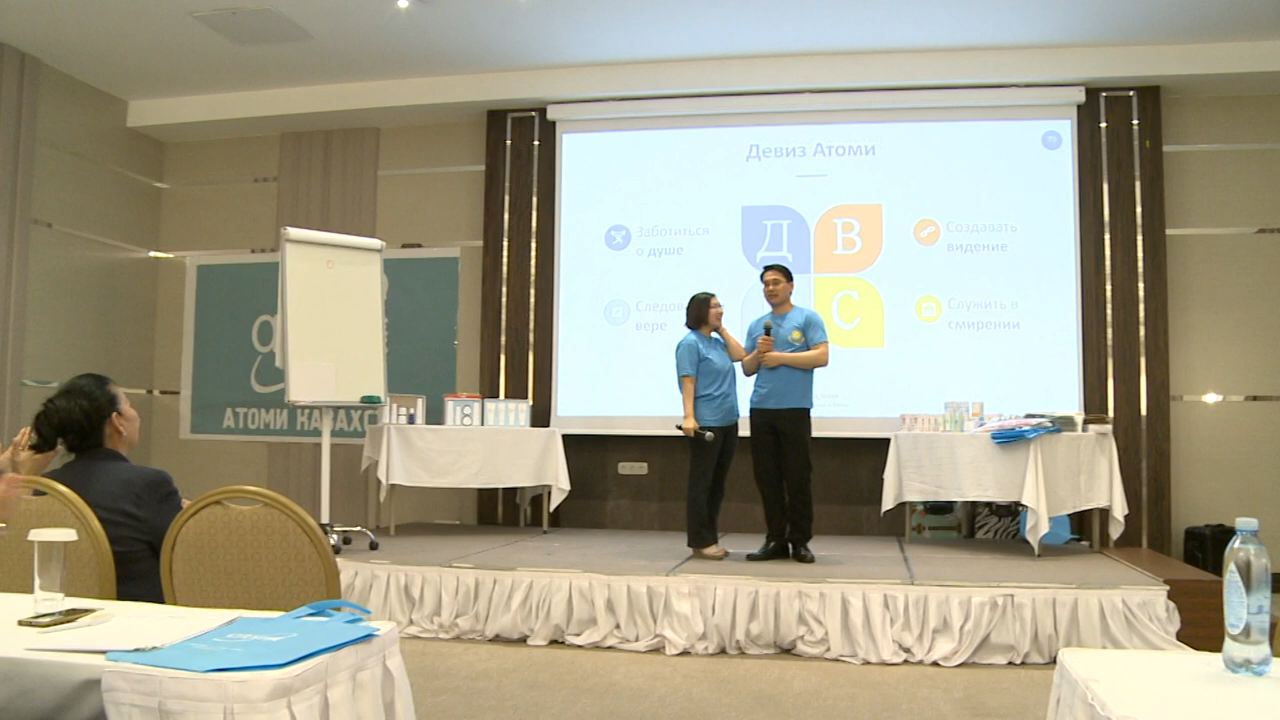 Девиз Атоми
Заботиться
о душе
Д
В
Создавать
видение
вере
С
Служить в
смирении
АТОМИ